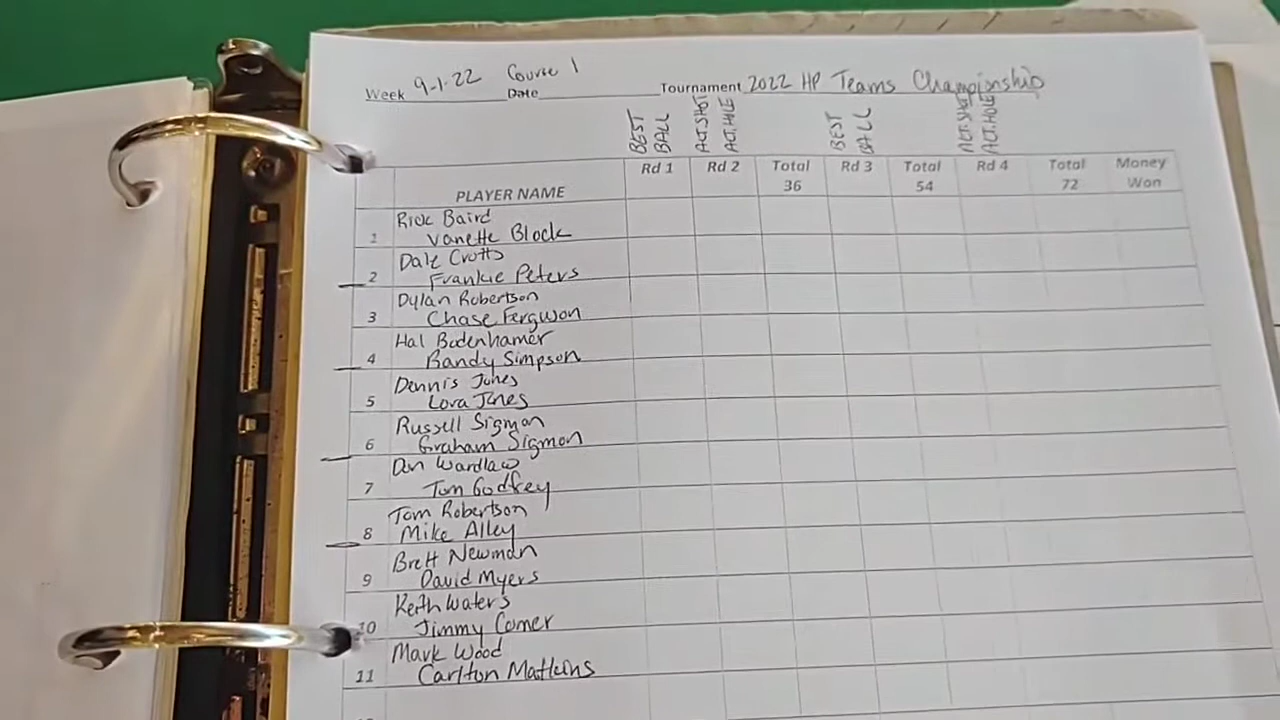 Week 9-1-22 Course 1 Date Tournament 2022 HP Teams Championship
BEST BALL ALT.SHOT ALT.HOLE BEST BALL ALT.SHOT ALT.HOLE
PLAYER NAME Rd 1 Rd 2 Total 36 Rd 3 Total 54 Rd 4 Total 72 Money Won
1 Rick Baird
Vanette Block
2 Dale Crotts
Frankie Peters
3 Dylan Robertson
Chase Ferguson
4 Hal Bodenhamer
Randy Simpson
5 Dennis Jones
Lora Jones
6 Russell Sigmon
Graham Sigmon
7 Dan Wardlaw
Tom Godfrey
8 Tom Robertson
Mike Alley
9 Brett Newman
David Myers
10 Keith Waters
Jimmy Comer
11 Mark Wood
Carlton Matkins